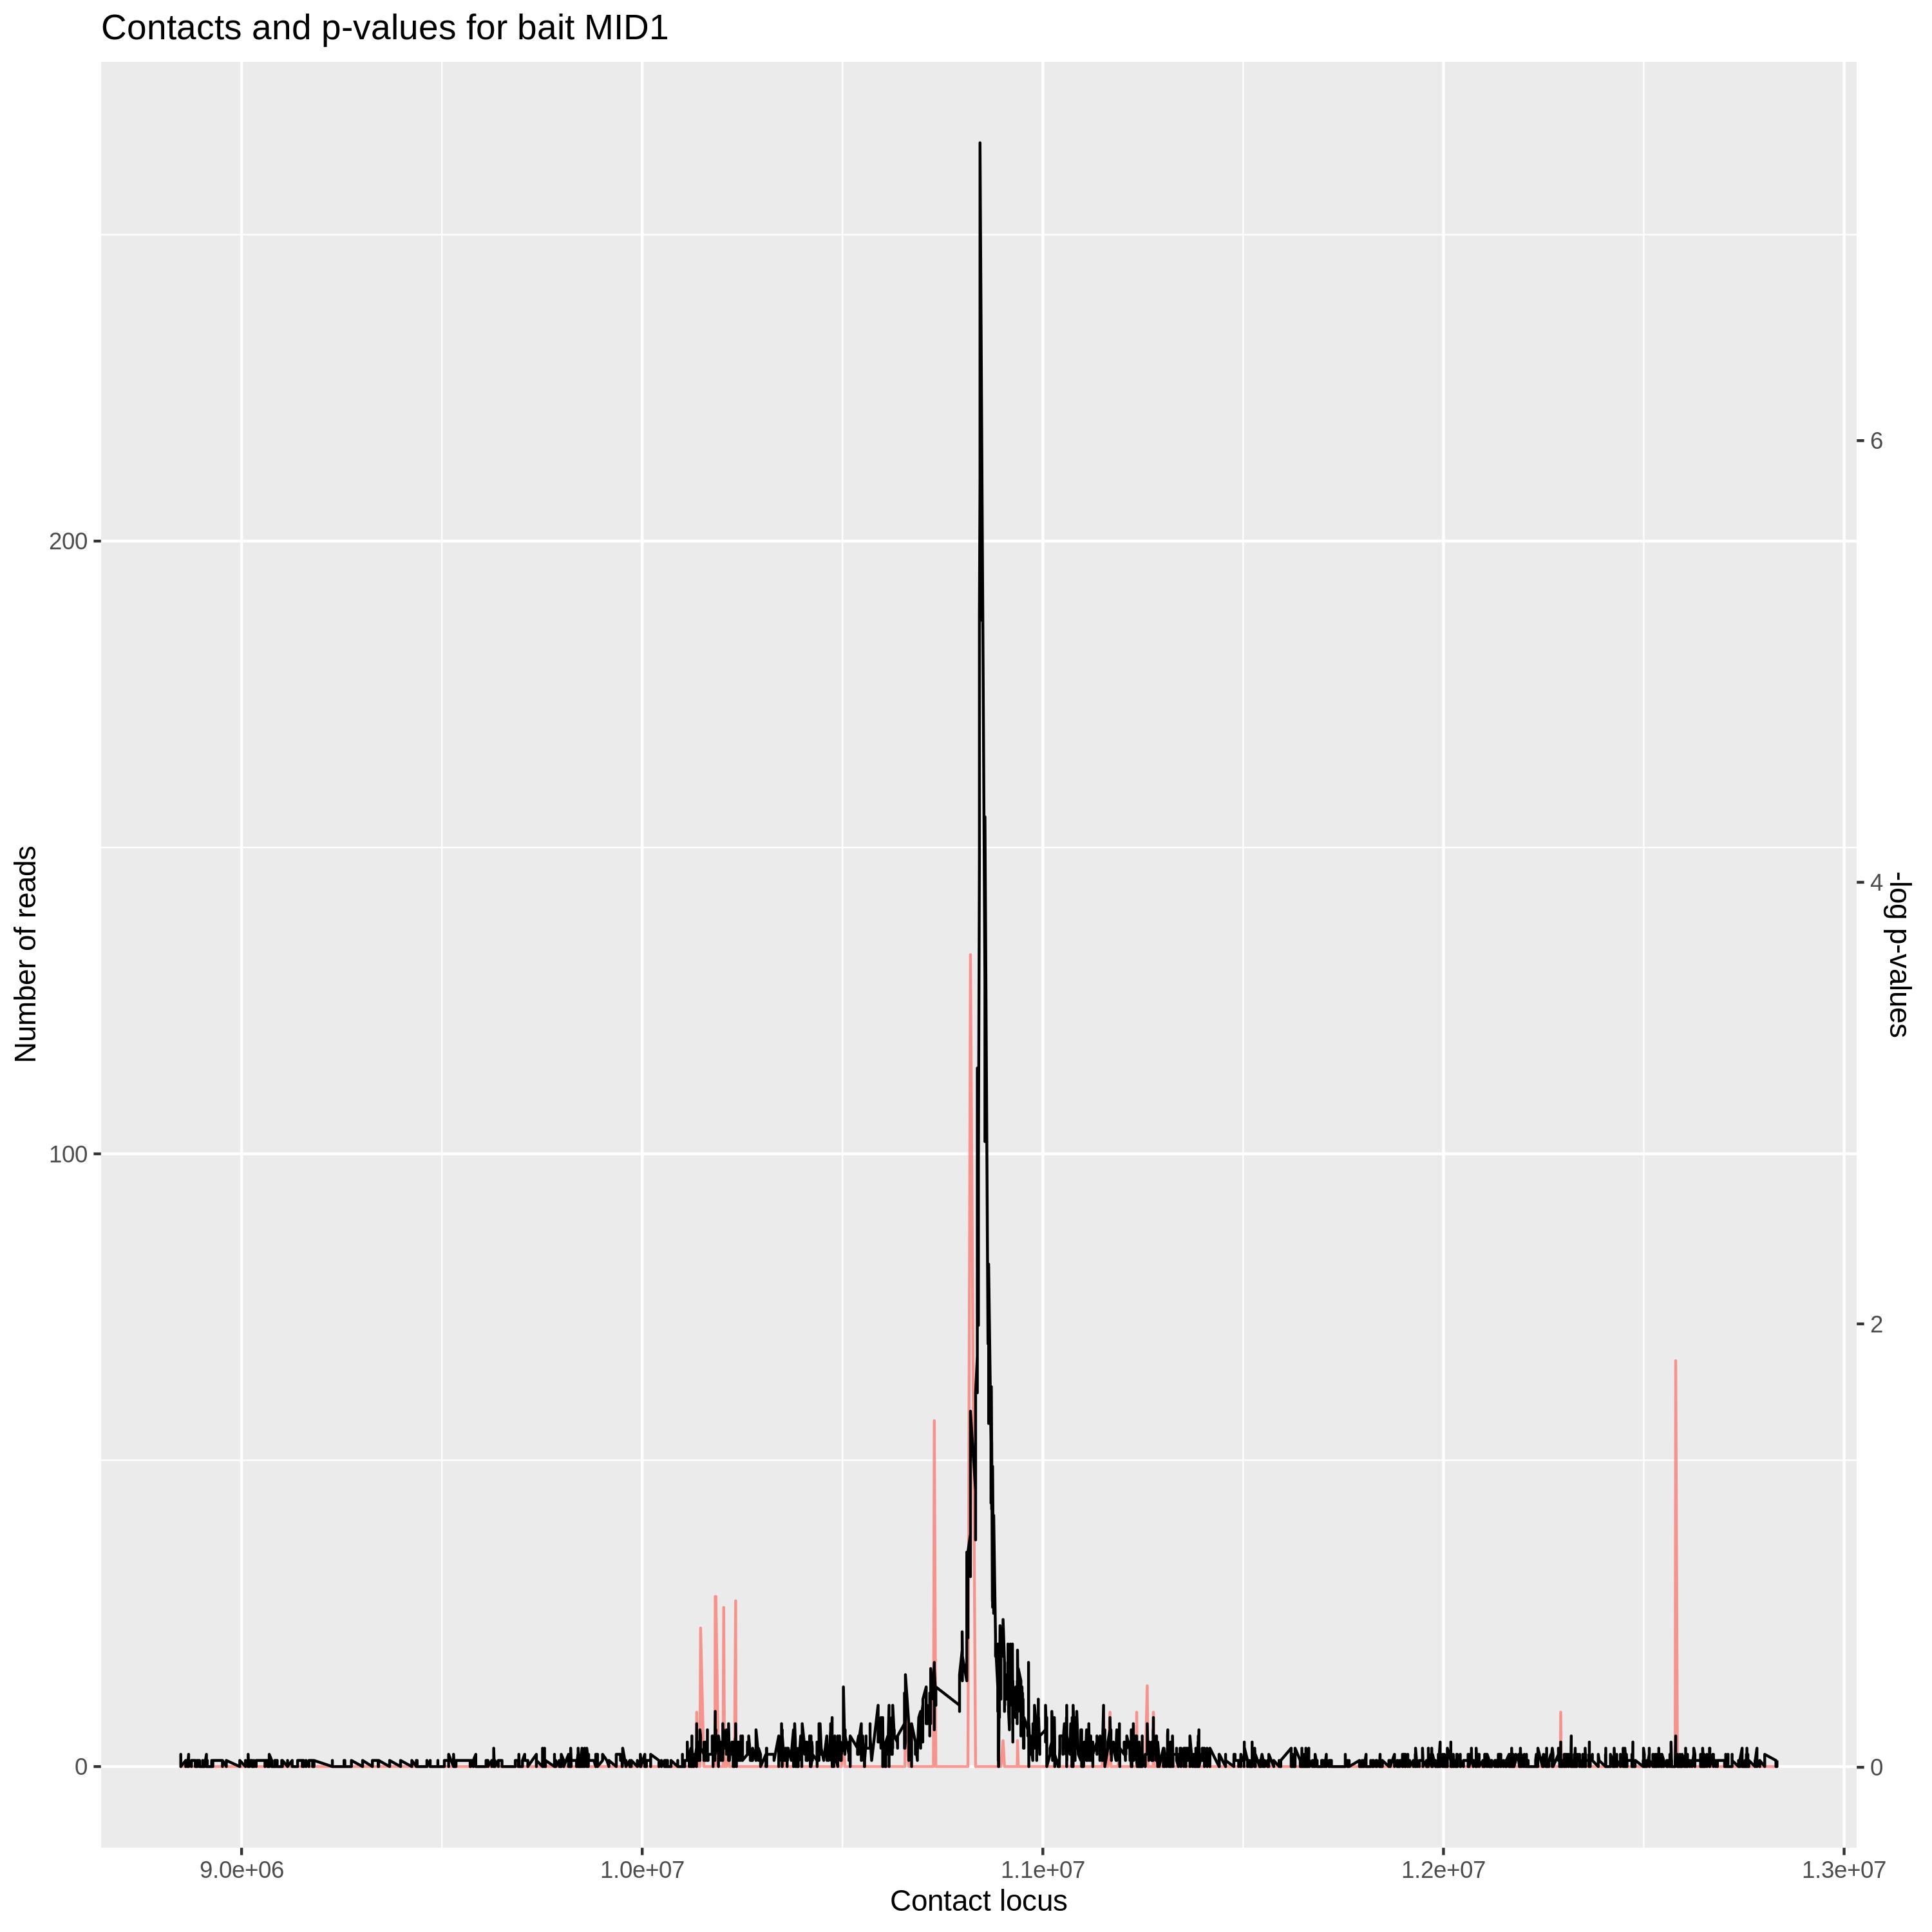 Contacts and p-values for bait MID1
Number of reads
200
100
0
6
4
2
0
-log p-values
9.0e+06
1.0e+07
1.1e+07
1.2e+07
1.3e+07
Contact locus